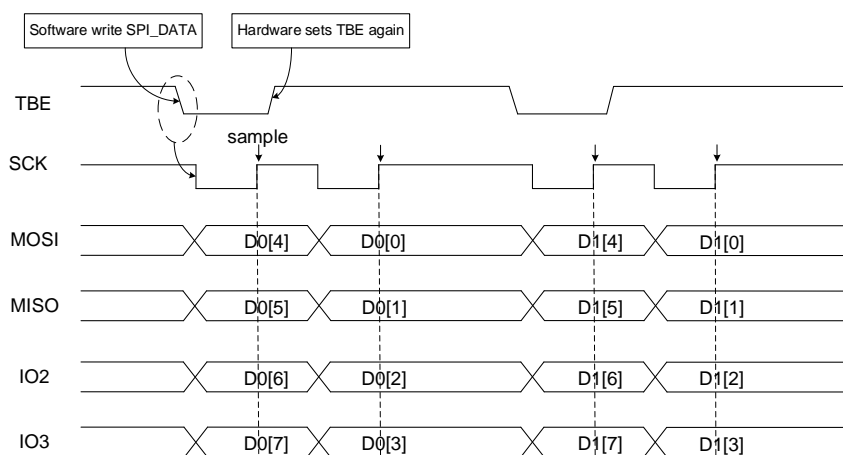 Software write SPI_DATA
Hardware sets TBE again
TBE
sample
SCK
MOSI D0[4] D0[0] D1[4] D1[0]
MISO D0[5] D0[1] D1[5] D1[1]
IO2 D0[6] D0[2] D1[6] D1[2]
IO3 D0[7] D0[3] D1[7] D1[3]